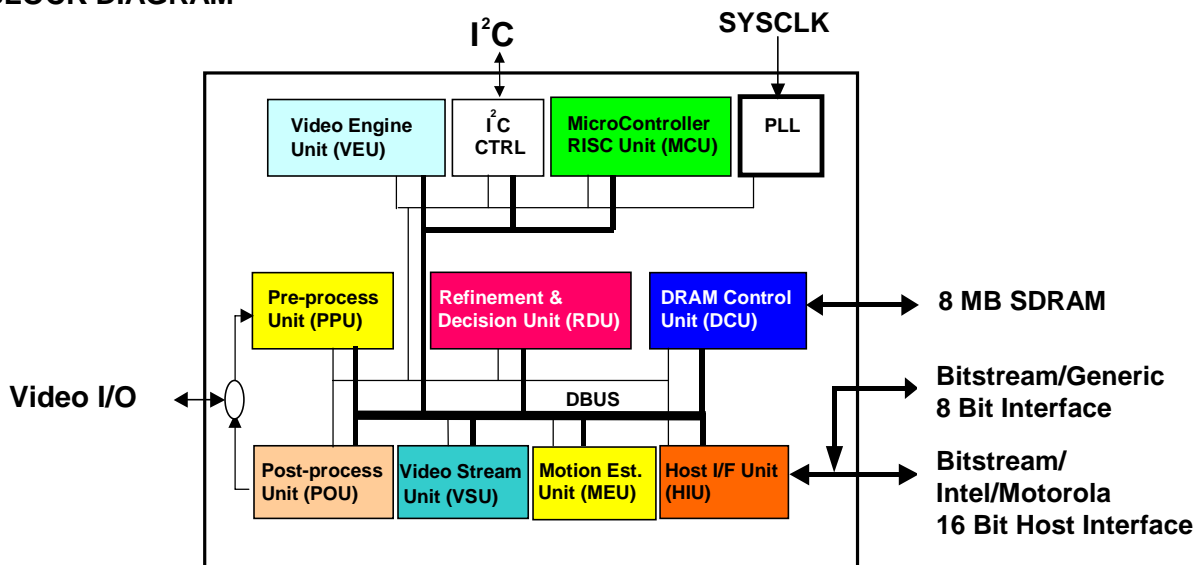 BLOCK DIAGRAM
I²C
SYSCLK
Video Engine
Unit (VEU)
I²C
CTRL
MicroController
RISC Unit (MCU)
PLL
Pre-process
Unit (PPU)
Refinement &
Decision Unit (RDU)
DRAM Control
Unit (DCU)
8 MB SDRAM
Video I/O
DBUS
Bitstream/Generic
8 Bit Interface
Post-process
Unit (POU)
Video Stream
Unit (VSU)
Motion Est.
Unit (MEU)
Host I/F Unit
(HIU)
Bitstream/
Intel/Motorola
16 Bit Host Interface